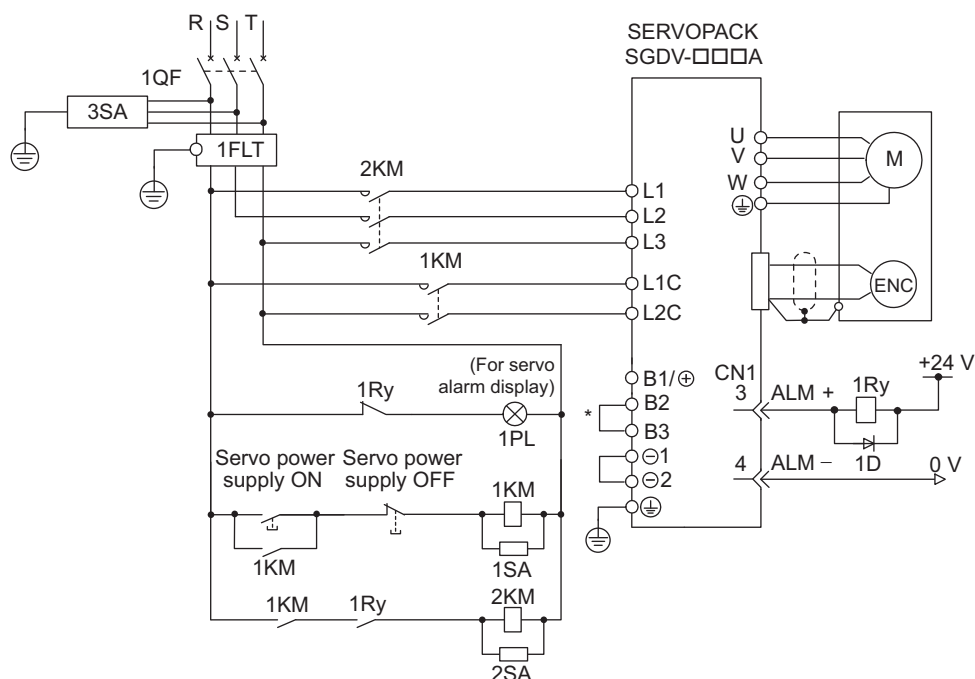 R S T
1QF
3SA
1FLT
2KM
1KM
SERVOPACK
SGDV-□□□A
L1
L2
L3
L1C
L2C
B1/⊕
B2
B3
*
⊖1
⊖2
U
V
W
M
ENC
CN1
3
ALM +
1Ry
+24 V
1D
4
ALM −
0 V
(For servo
alarm display)
1Ry
1PL
Servo power
supply ON
Servo power
supply OFF
1KM
1KM
1SA
1KM
1Ry
2KM
2SA